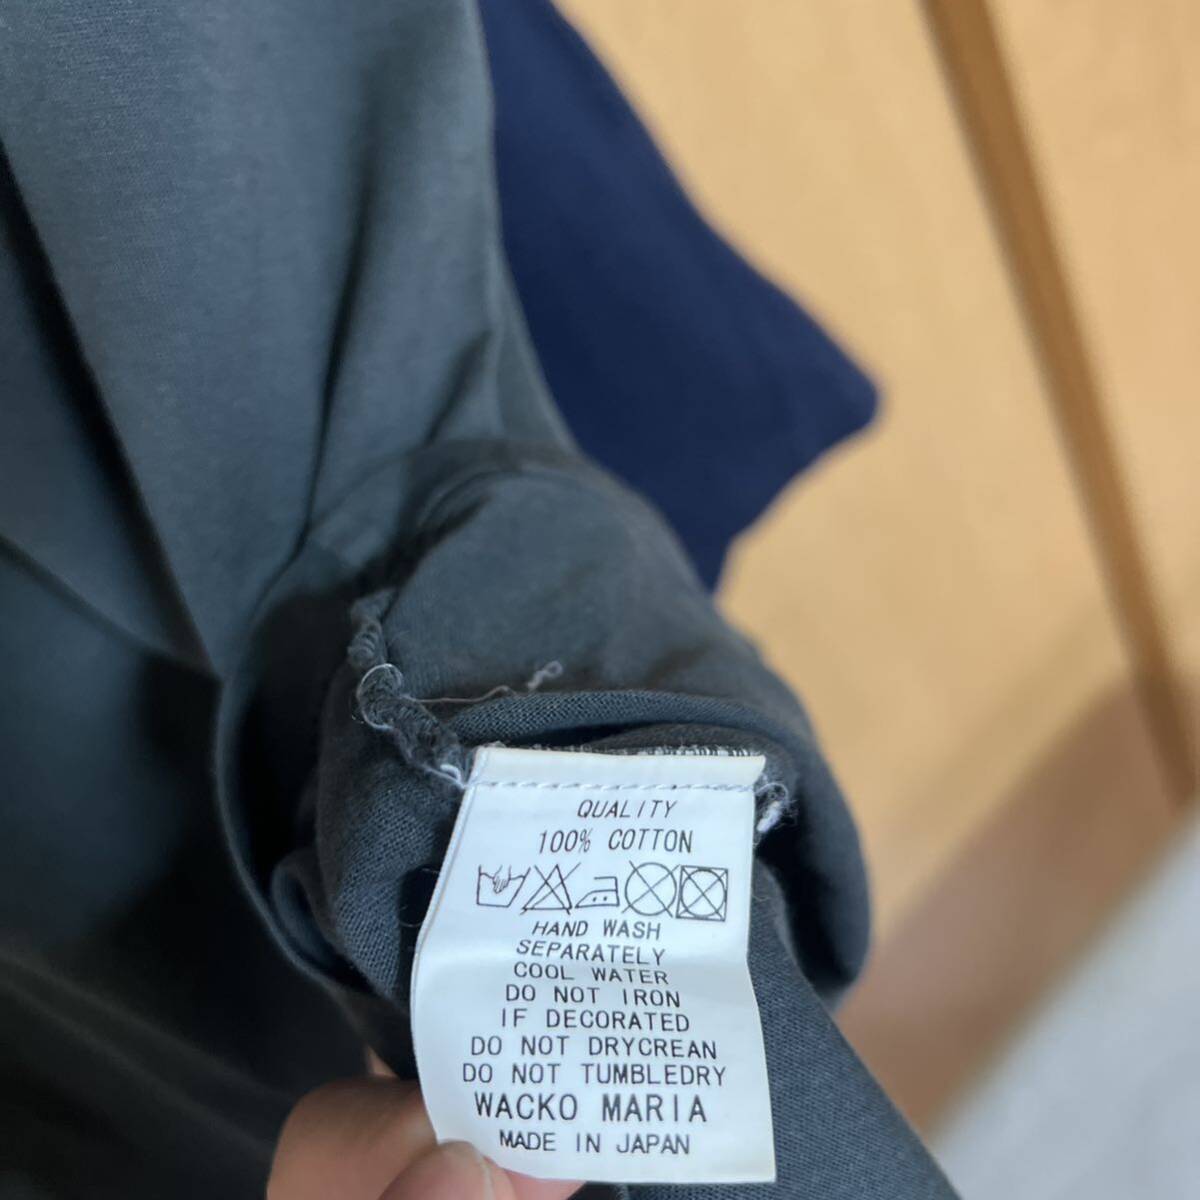 QUALITY
100% COTTON
HAND WASH
SEPARATELY
COOL WATER
DO NOT IRON
IF DECORATED
DO NOT DRYCREAN
DO NOT TUMBLEDRY
WACKO MARIA
MADE IN JAPAN